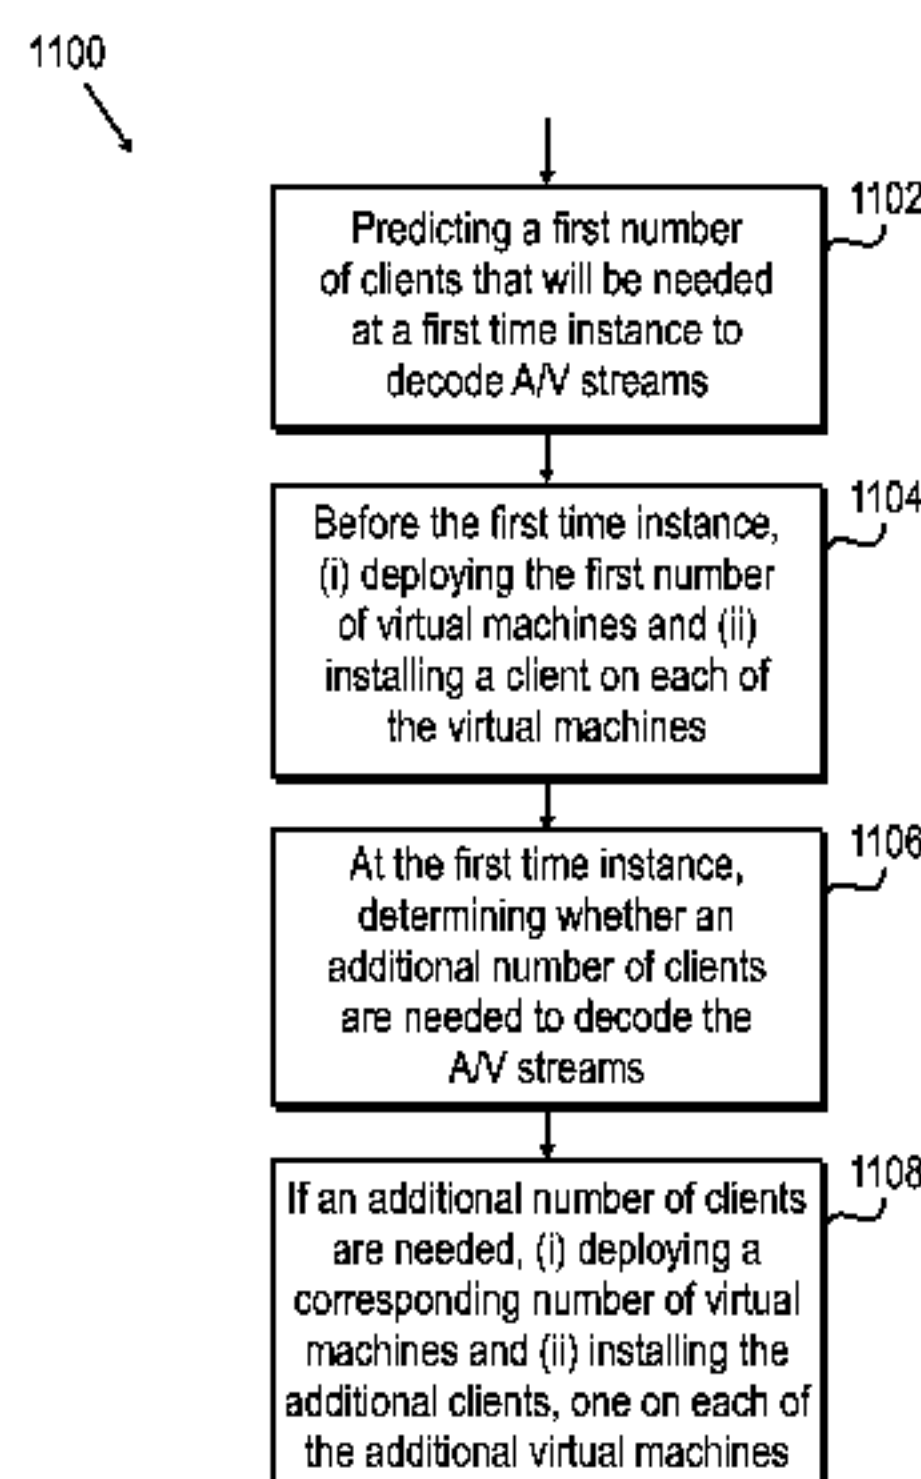 1100
1102
Predicting a first number
of clients that will be needed
at a first time instance to
decode A/V streams
1104
Before the first time instance,
(i) deploying the first number
of virtual machines and (ii)
installing a client on each of
the virtual machines
1106
At the first time instance,
determining whether an
additional number of clients
are needed to decode the
A/V streams
1108
If an additional number of clients
are needed, (i) deploying a
corresponding number of virtual
machines and (ii) installing the
additional clients, one on each of
the additional virtual machines